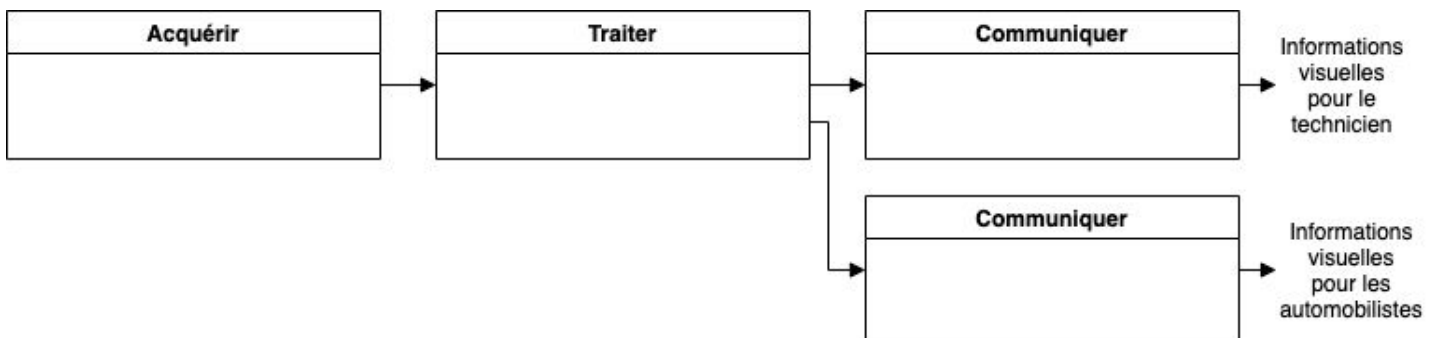 Acquérir
Traiter
Communiquer
Informations
visuelles
pour le
technicien
Communiquer
Informations
visuelles
pour les
automobilistes